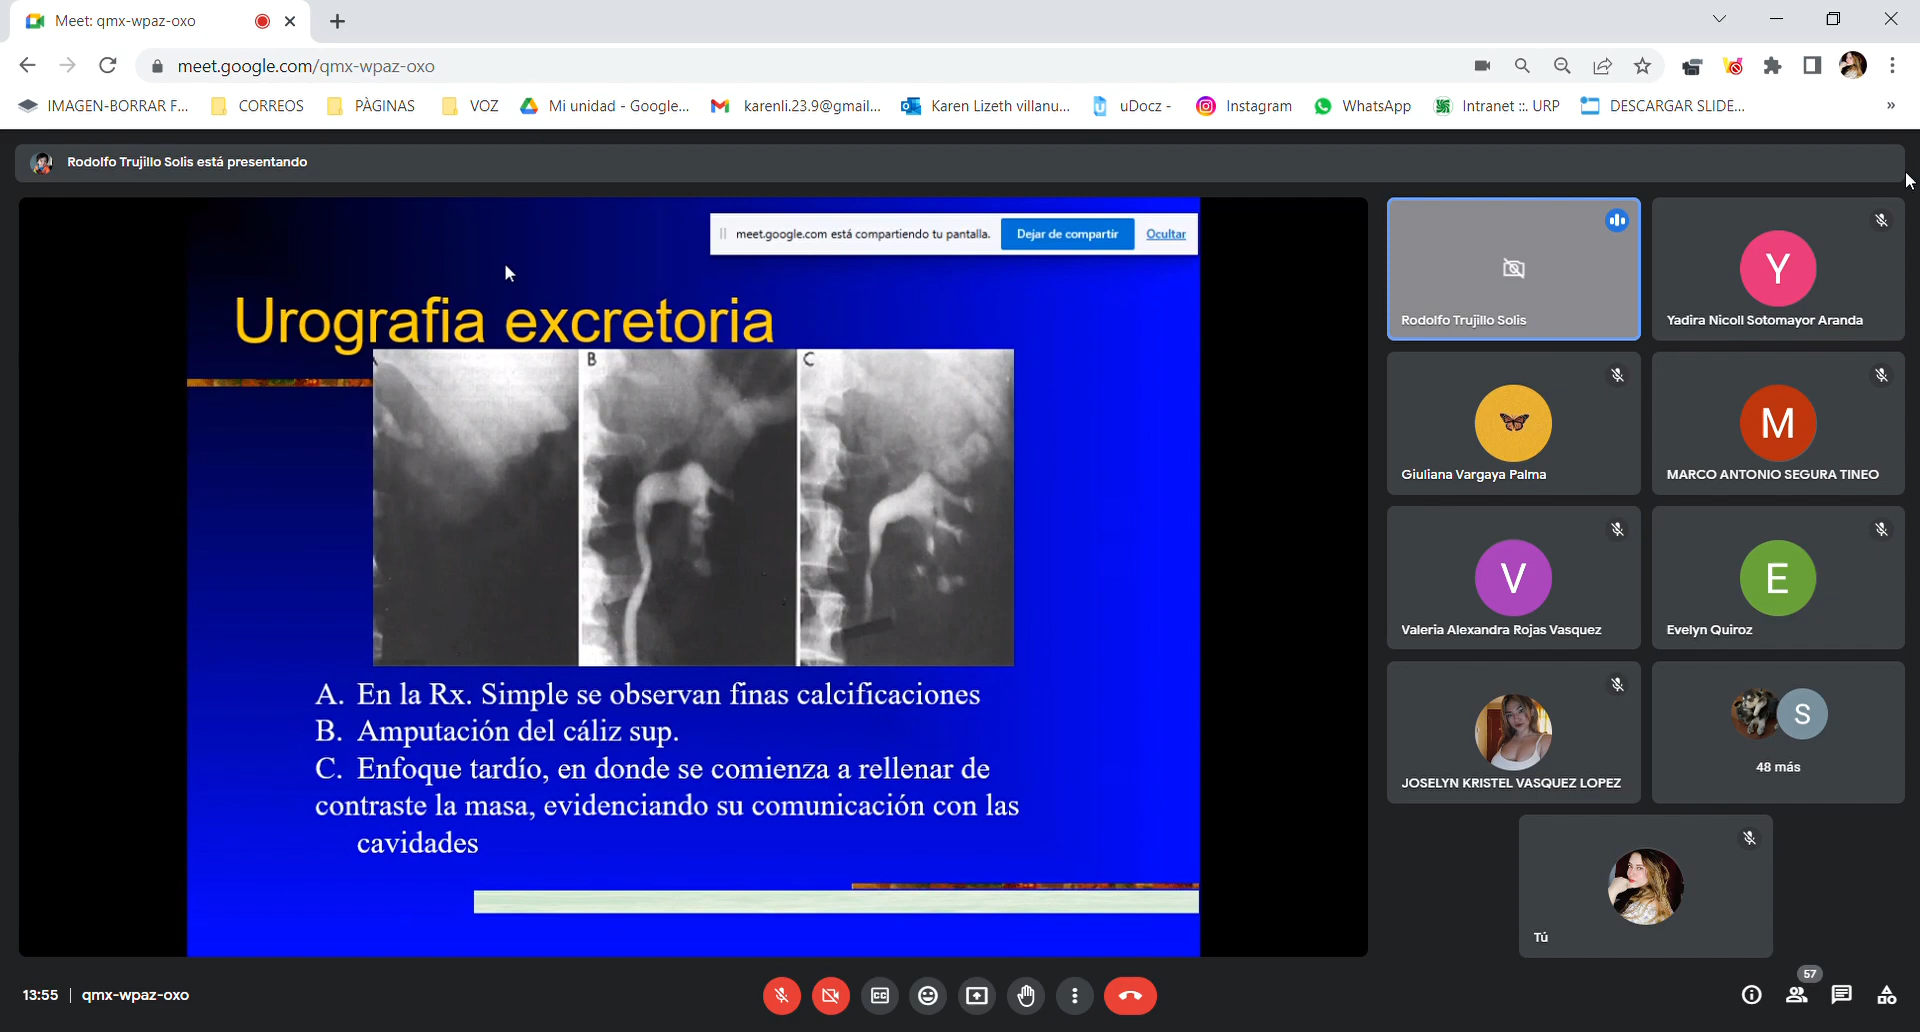 Meet: qmx-wpaz-oxo
meet.google.com/qmx-wpaz-oxo
IMAGEN-BORRAR F... CORREOS PÀGINAS VOZ Mi unidad - Google... karenli.23.9@gmail... Karen Lizeth villanu... uDocz - Instagram WhatsApp Intranet ::. URP DESCARGAR SLIDE... »
Rodolfo Trujillo Solis está presentando
meet.google.com está compartiendo tu pantalla. Dejar de compartir Ocultar
Urografia excretoria
B C
A. En la Rx. Simple se observan finas calcificaciones
B. Amputación del cáliz sup.
C. Enfoque tardío, en donde se comienza a rellenar de
contraste la masa, evidenciando su comunicación con las
cavidades
Rodolfo Trujillo Solis
Y
Yadira Nicoll Sotomayor Aranda
Giuliana Vargaya Palma
M
MARCO ANTONIO SEGURA TINEO
V
Valeria Alexandra Rojas Vasquez
E
Evelyn Quiroz
JOSELYN KRISTEL VASQUEZ LOPEZ
S
48 más
Tú
13:55 | qmx-wpaz-oxo
57